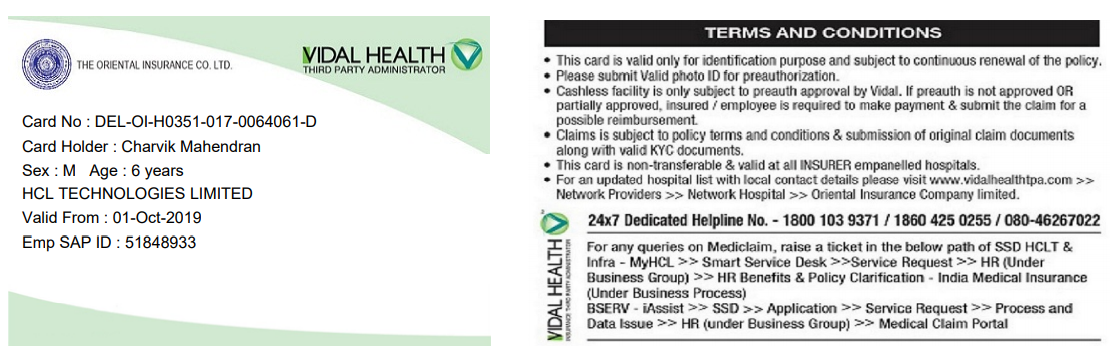 THE ORIENTAL INSURANCE CO. LTD.
VIDAL HEALTH
THIRD PARTY ADMINISTRATOR
Card No : DEL-OI-H0351-017-0064061-D
Card Holder : Charvik Mahendran
Sex : M Age : 6 years
HCL TECHNOLOGIES LIMITED
Valid From : 01-Oct-2019
Emp SAP ID : 51848933
TERMS AND CONDITIONS
• This card is valid only for identification purpose and subject to continuous renewal of the policy.
• Please submit Valid photo ID for preauthorization.
• Cashless facility is only subject to preauth approval by Vidal. If preauth is not approved OR
partially approved, insured / employee is required to make payment & submit the claim for a
possible reimbursement.
• Claims is subject to policy terms and conditions & submission of original claim documents
along with valid KYC documents.
• This card is non-transferable & valid at all INSURER empanelled hospitals.
• For an updated hospital list with local contact details please visit www.vidalhealthtpa.com >>
Network Providers >> Network Hospital >> Oriental Insurance Company limited.
24x7 Dedicated Helpline No. - 1800 103 9371 / 1860 425 0255 / 080-46267022
VIDAL HEALTH
INSURANCE THIRD PARTY ADMINISTRATOR
For any queries on Mediclaim, raise a ticket in the below path of SSD HCLT &
Infra - MyHCL >> Smart Service Desk >>Service Request >> HR (Under
Business Group) >> HR Benefits & Policy Clarification - India Medical Insurance
(Under Business Process)
BSERV - iAssist >> SSD >> Application >> Service Request >> Process and
Data Issue >> HR (under Business Group) >> Medical Claim Portal